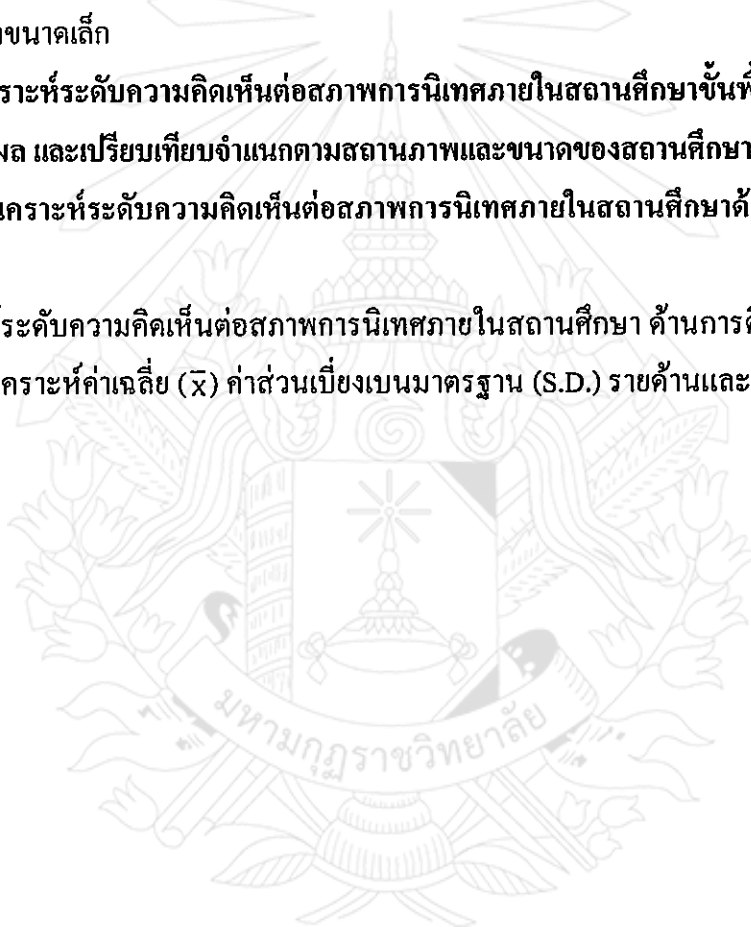 ขนาดเล็ก
ราะห์ระดับความคิดเห็นต่อสภาพการนิเทศภายในสถานศึกษาขั้นพื้
ผล และเปรียบเทียบจำแนกตามสถานภาพและขนาดของสถานศึกษา
เคราะห์ระดับความคิดเห็นต่อสภาพการนิเทศภายในสถานศึกษาด้
ระดับความคิดเห็นต่อสภาพการนิเทศภายในสถานศึกษา ด้านการ
เคราะห์ค่าเฉลี่ย (x̄) ค่าส่วนเบี่ยงเบนมาตรฐาน (S.D.) รายด้านและ
มหามกุฏราชวิทยาลัย